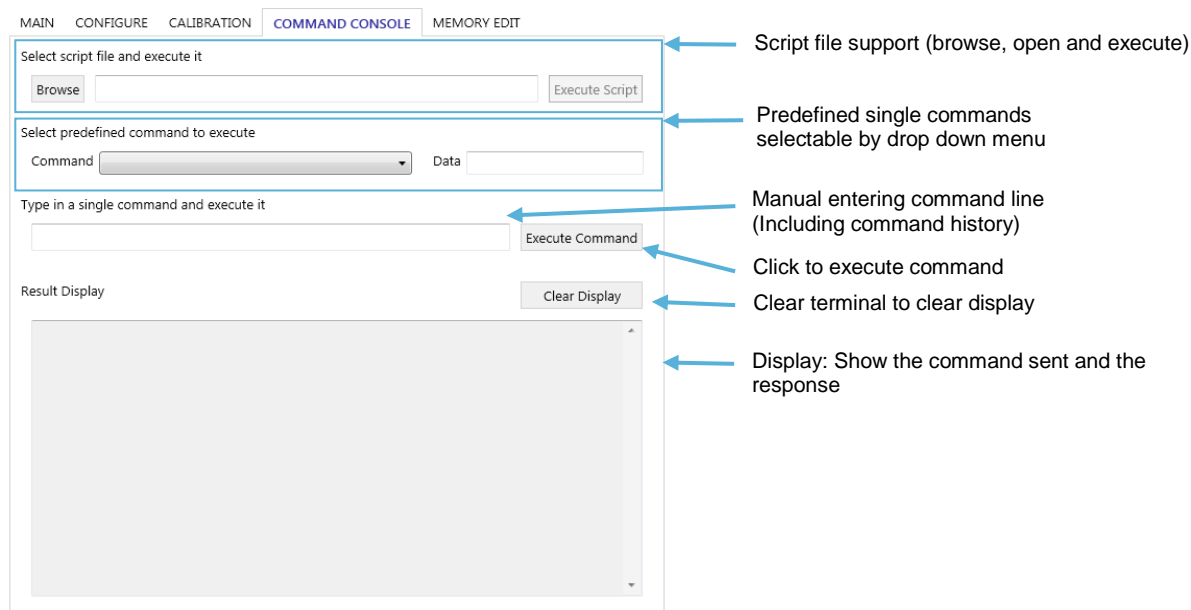 MAIN CONFIGURE CALIBRATION COMMAND CONSOLE MEMORY EDIT
Select script file and execute it
Browse Execute Script
Script file support (browse, open and execute)
Select predefined command to execute
Command Data
Predefined single commands
selectable by drop down menu
Type in a single command and execute it
Execute Command
Manual entering command line
(Including command history)
Click to execute command
Result Display
Clear Display
Clear terminal to clear display
Display: Show the command sent and the
response